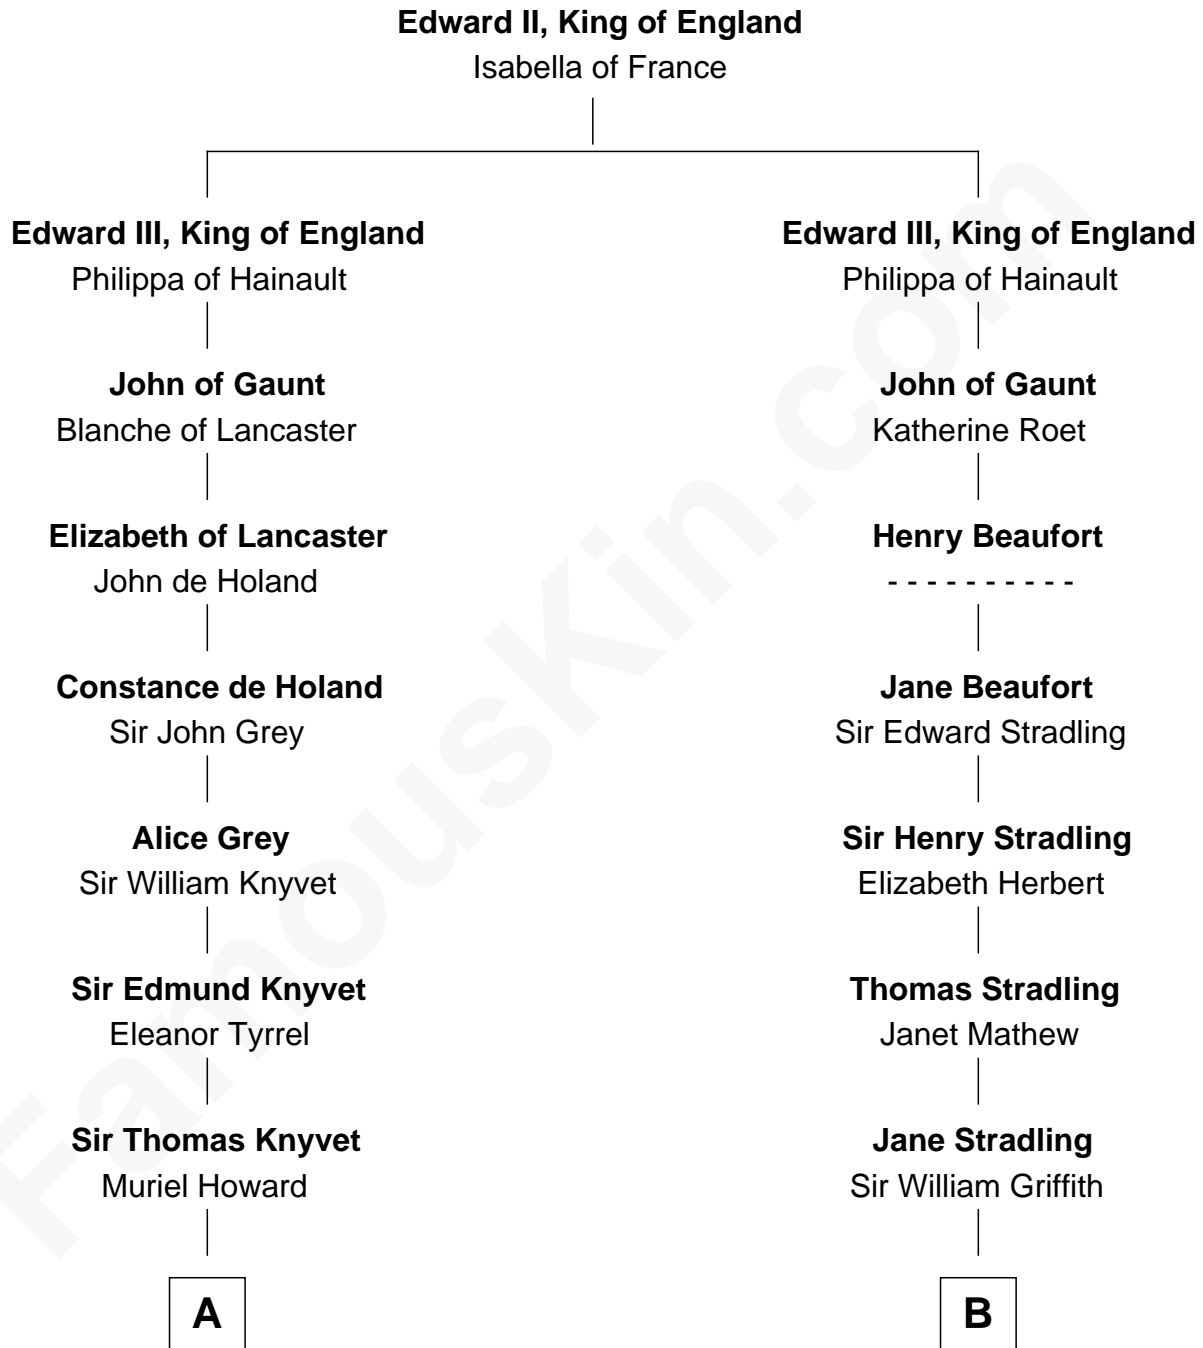 Edward II, King of England
Isabella of France
Edward III, King of England
Philippa of Hainault
Edward III, King of England
Philippa of Hainault
John of Gaunt
Blanche of Lancaster
John of Gaunt
Katherine Roet
Elizabeth of Lancaster
John de Holand
Henry Beaufort
- - - - - - - - - -
Constance de Holand
Sir John Grey
Jane Beaufort
Sir Edward Stradling
Alice Grey
Sir William Knyvet
Sir Henry Stradling
Elizabeth Herbert
Sir Edmund Knyvet
Eleanor Tyrrel
Thomas Stradling
Janet Mathew
Sir Thomas Knyvet
Muriel Howard
Jane Stradling
Sir William Griffith
A
B
FamousKin.com